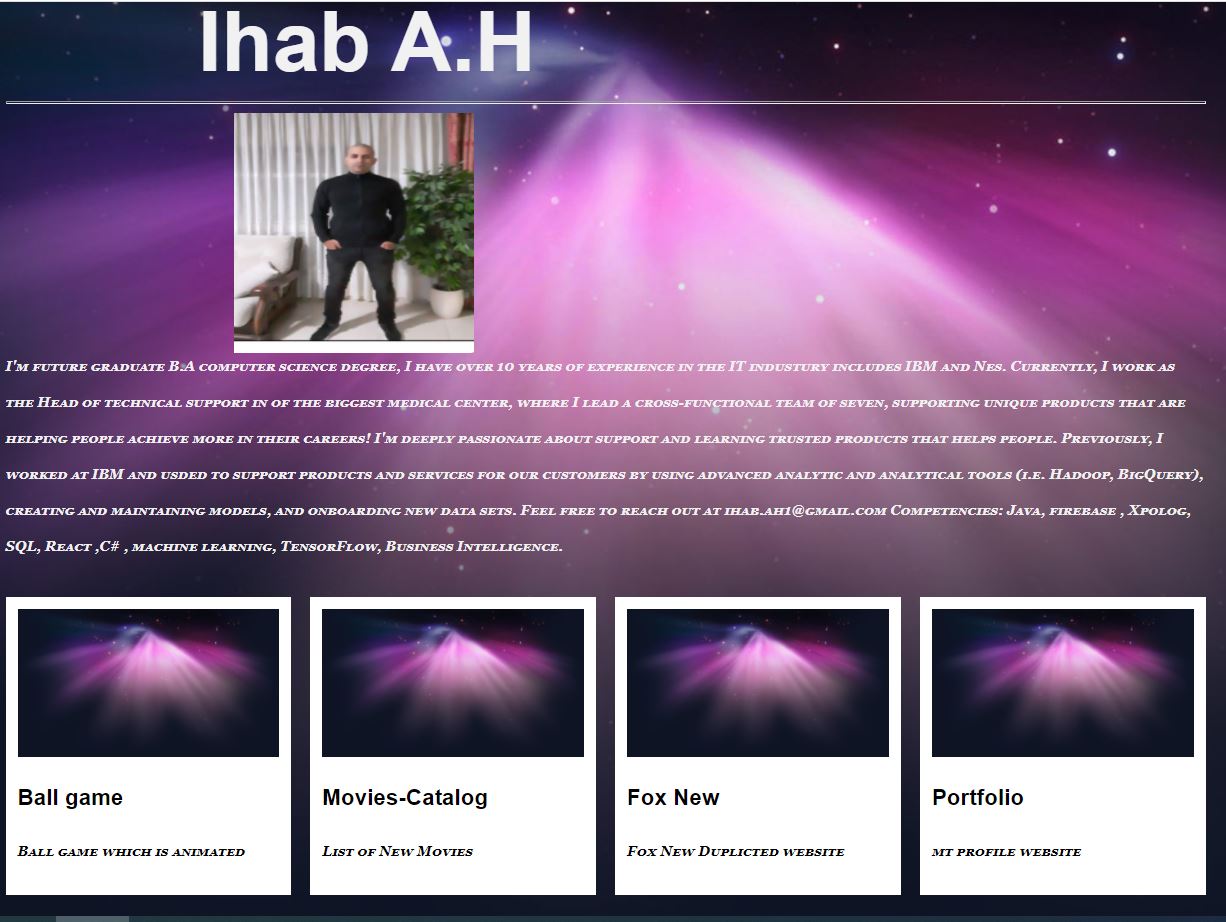 Ihab A.H
I'm future graduate B.A computer science degree, I have over 10 years of experience in the IT industury includes IBM and Nes. Currently, I work as
the Head of technical support in of the biggest medical center, where I lead a cross-functional team of seven, supporting unique products that are
helping people achieve more in their careers! I'm deeply passionate about support and learning trusted products that helps people. Previously, I
worked at IBM and usded to support products and services for our customers by using advanced analytic and analytical tools (i.e. Hadoop, BigQuery),
creating and maintaining models, and onboarding new data sets. Feel free to reach out at ihab.ah1@gmail.com Competencies: Java, firebase , Xpolog,
SQL, React ,C# , machine learning, TensorFlow, Business Intelligence.
Ball game
Ball game which is animated
Movies-Catalog
List of New Movies
Fox New
Fox New Duplicted website
Portfolio
mt profile website